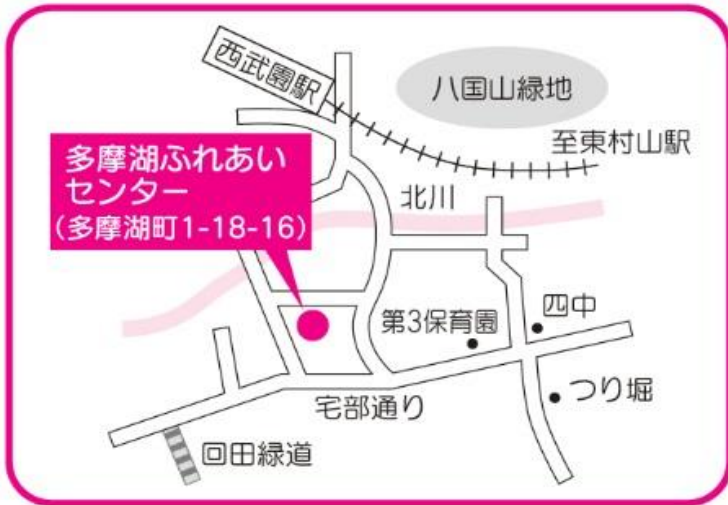 西武園駅
八国山緑地
至東村山駅
多摩湖ふれあい
センター
(多摩湖町1-18-16)
北川
第3保育園
四中
つり堀
宅部通り
回田緑道